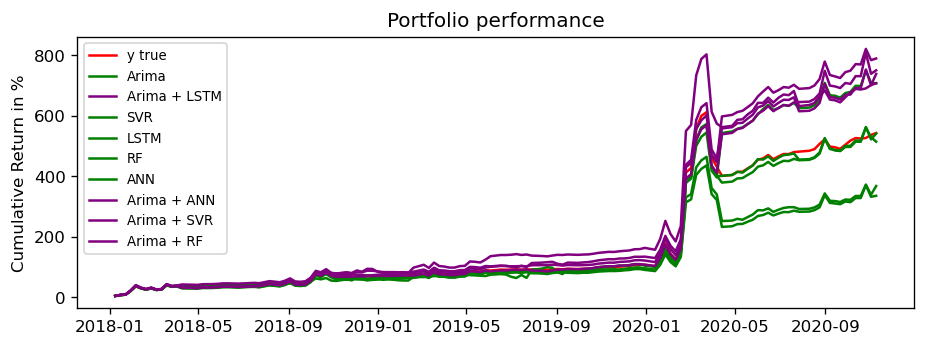 Portfolio performance
Cumulative Return in %
800
600
400
200
0
y true
Arima
Arima + LSTM
SVR
LSTM
RF
ANN
Arima + ANN
Arima + SVR
Arima + RF
2018-01 2018-05 2018-09 2019-01 2019-05 2019-09 2020-01 2020-05 2020-09